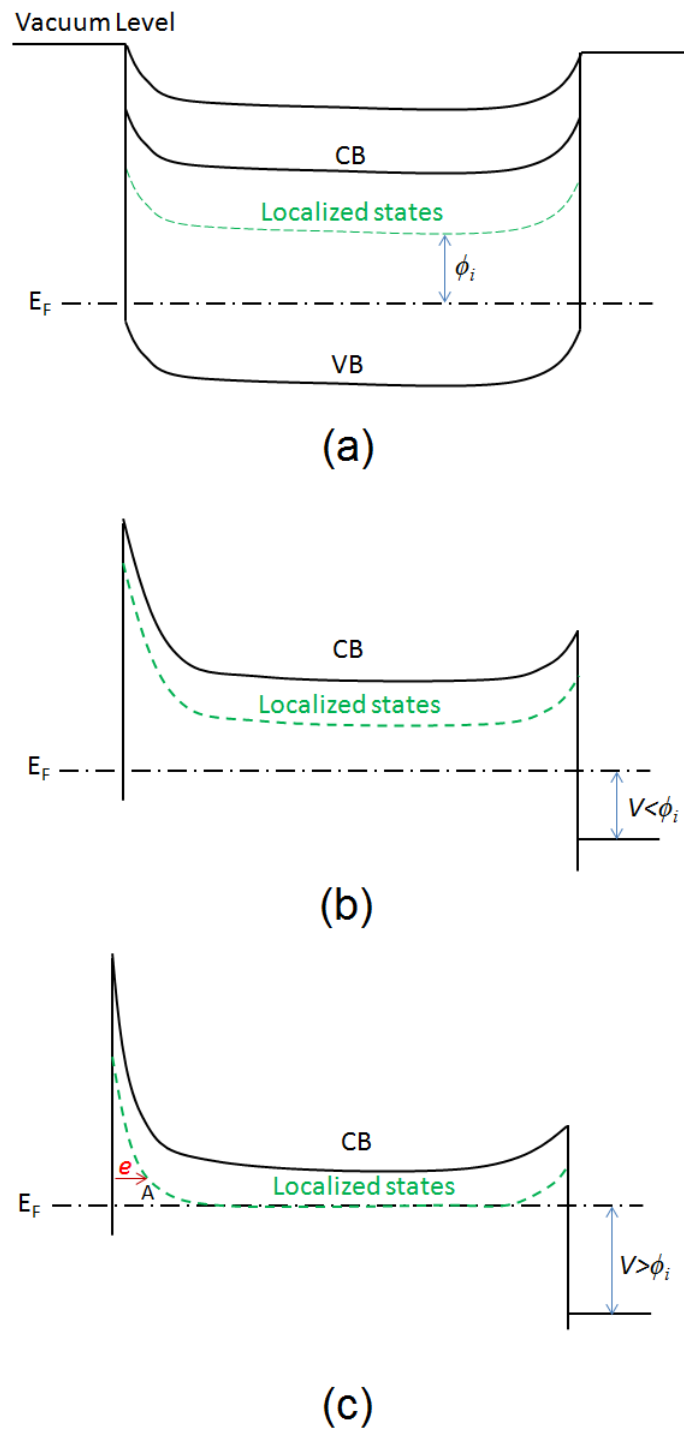 Vacuum Level
CB
Localized states
ϕi
EF
VB
(a)
CB
Localized states
EF
V<ϕi
(b)
CB
e
A
Localized states
EF
V>ϕi
(c)